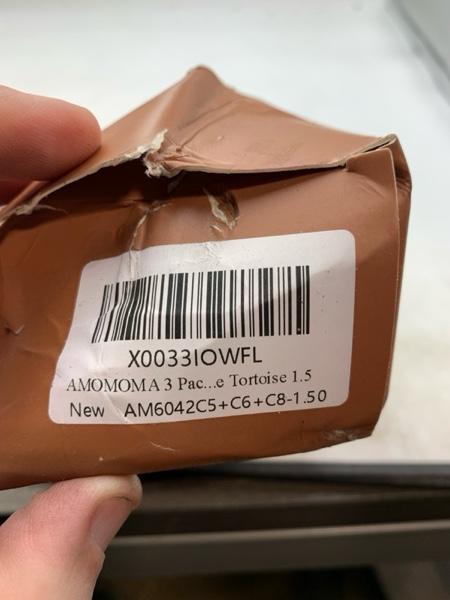 X0033IOWFL
AMOMOMA 3 Pac...e Tortoise 1.5
New AM6042C5+C6+C8-1.50